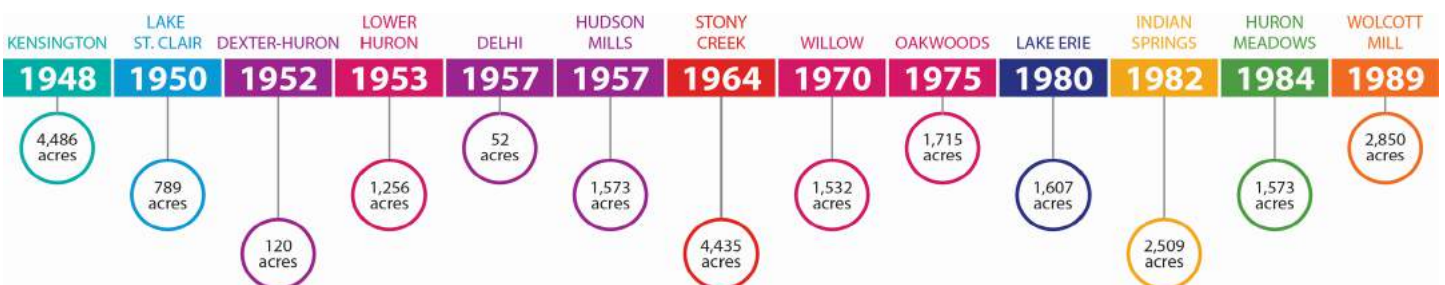 KENSINGTON
1948
4,486
acres
LAKE
ST. CLAIR
1950
789
acres
DEXTER-HURON
1952
120
acres
LOWER
HURON
1953
1,256
acres
DELHI
1957
52
acres
HUDSON
MILLS
1957
1,573
acres
STONY
CREEK
1964
4,435
acres
WILLOW
1970
1,532
acres
OAKWOODS
1975
1,715
acres
LAKE ERIE
1980
1,607
acres
INDIAN
SPRINGS
1982
2,509
acres
HURON
MEADOWS
1984
1,573
acres
WOLCOTT
MILL
1989
2,850
acres